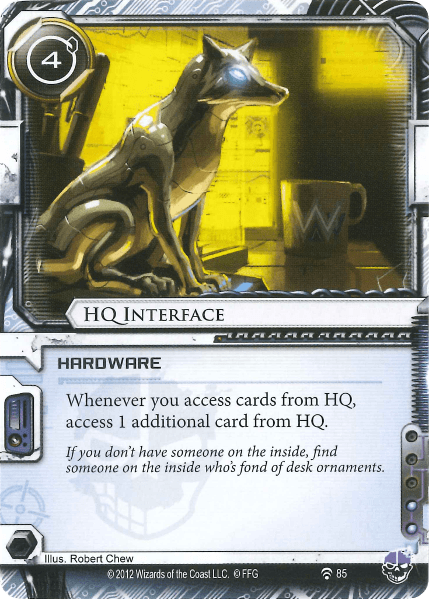 4
W
HQ INTERFACE
HARDWARE
Whenever you access cards from HQ,
access 1 additional card from HQ.
If you don't have someone on the inside, find
someone on the inside who's fond of desk ornaments.
Illus. Robert Chew
© 2012 Wizards of the Coast LLC. © FFG 85